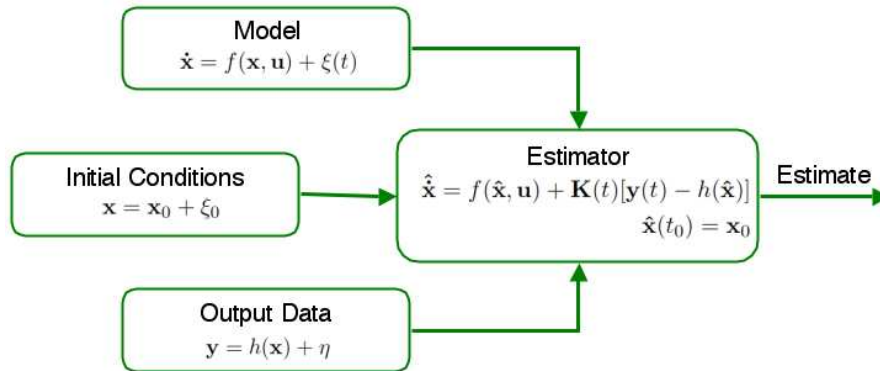 Model
ẋ = f(x, u) + ξ(t)
Initial Conditions
x = x₀ + ξ₀
Output Data
y = h(x) + η
Estimator
x̂̇ = f(x̂, u) + K(t)[y(t) − h(x̂)]
x̂(t₀) = x₀
Estimate